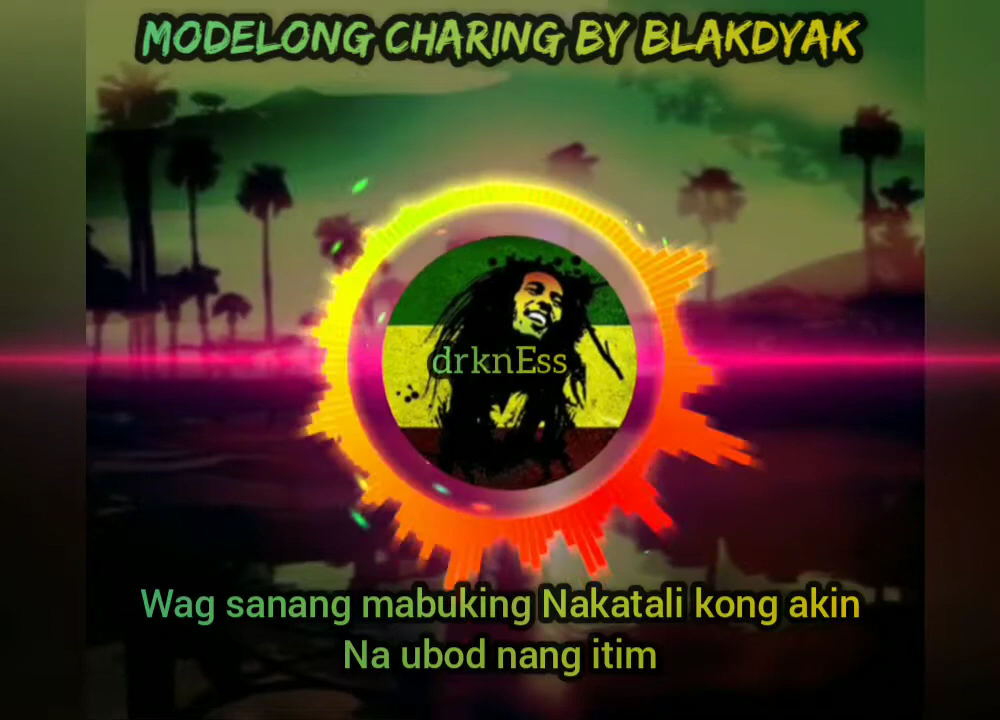 MODELONG CHARING BY BLAKDYAK
drknEss
Wag sanang mabuking Nakatali kong akin
Na ubod nang itim